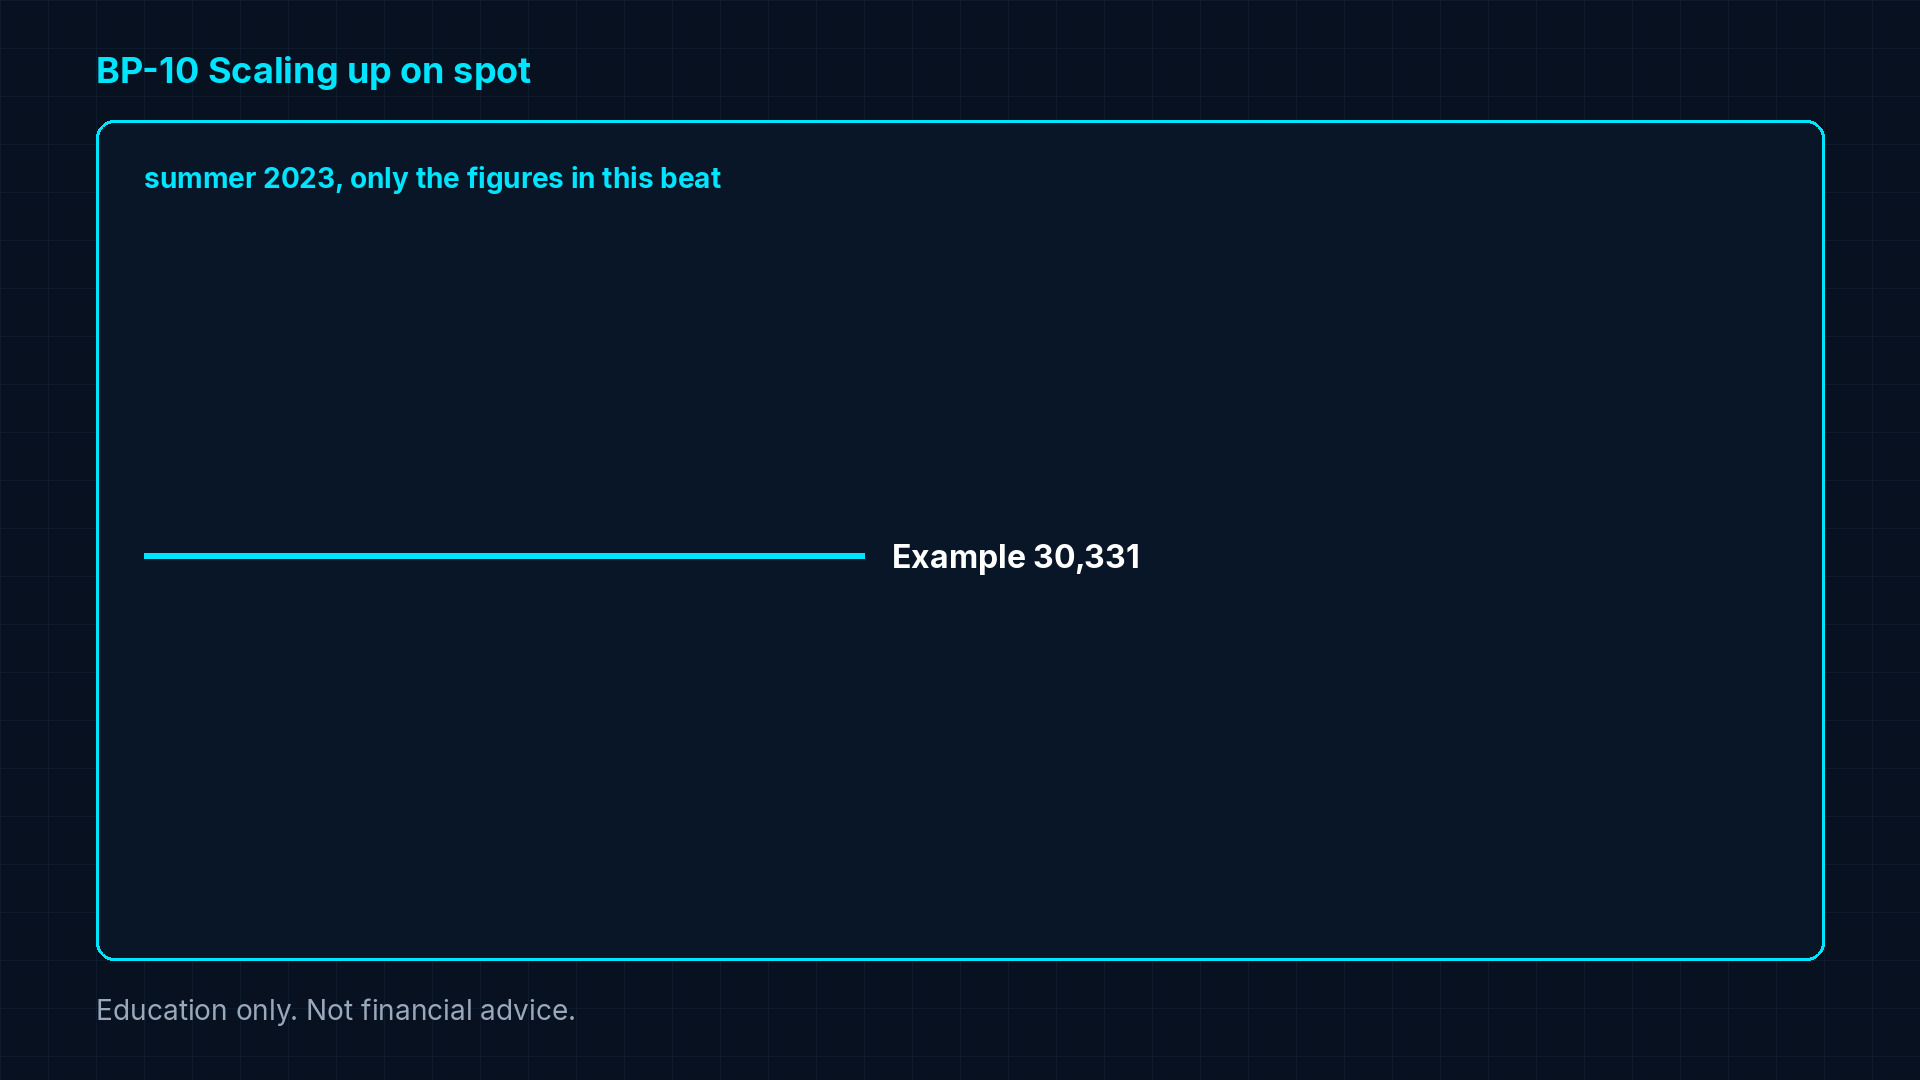 BP-10 Scaling up on spot
summer 2023, only the figures in this beat
Example 30,331
Education only. Not financial advice.